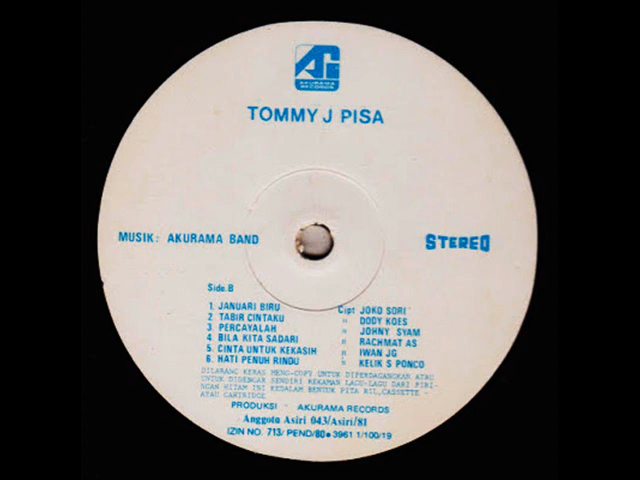 AKURAMA
RECORDS
TOMMY J PISA
MUSIK: AKURAMA BAND
STEREO
Side.B
1. JANUARI BIRU Cipt JOKO SORI'
2. TABIR CINTAKU " DODY KOES
3. PERCAYALAH " JOHNY SYAM
4. BILA KITA SADARI " RACHMAT AS
5. CINTA UNTUK KEKASIH " IWAN JG
6. HATI PENUH RINDU " KELIK S PONCO
DILARANG KERAS MENG-COPY UNTUK DIPERDAGANGKAN ATAU
UNTUK DIDENGAR SENDIRI REKAMAN LAGU-LAGU DARI PIRI-
NGAN HITAM INI KEDALAM BENTUK PITA RIL,CASSETTE -
ATAU CARTRIDGE
PRODUKSI - AKURAMA RECORDS
Anggota Asiri 043/Asiri/81
IZIN NO. 713/ PEND/80● 3961 1/100/19